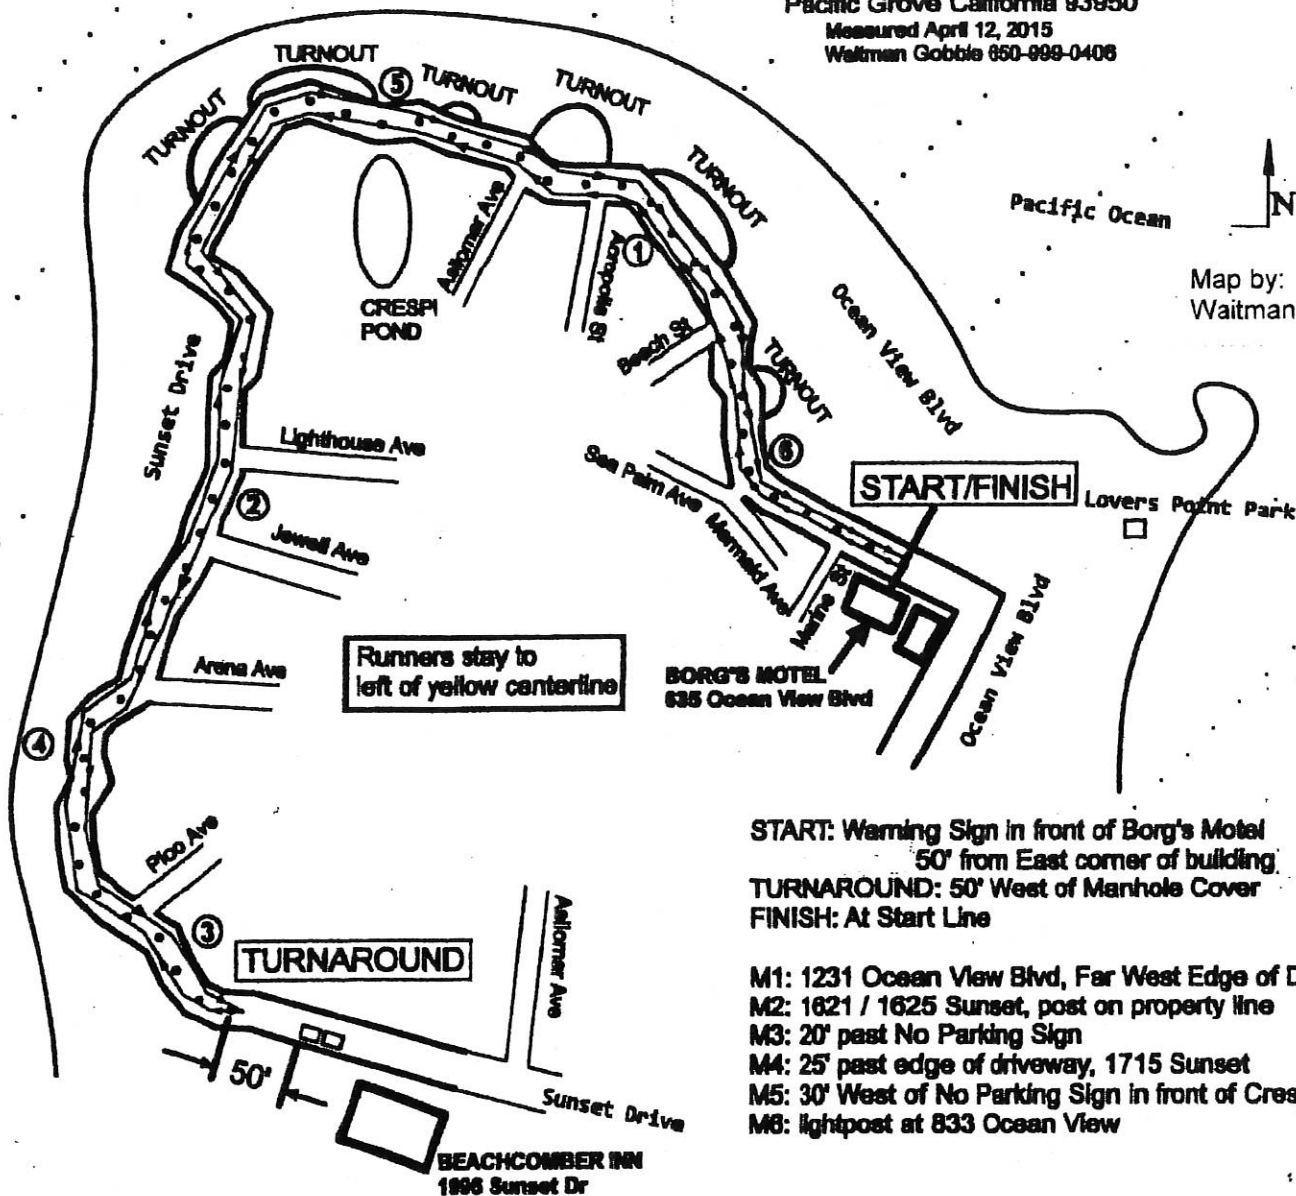 Pacific Grove California 93950
Measured April 12, 2015
Waitman Gobble 650-999-0406
TURNOUT
5
TURNOUT
TURNOUT
TURNOUT
TURNOUT
Pacific Ocean
N
Map by:
Waitman
Asilomar Ave
Acropolis St
1
CRESPI
POND
Ocean View Blvd
Beach St
TURNOUT
Sunset Drive
Lighthouse Ave
Sea Palm Ave
6
START/FINISH
Lovers Point Park
2
Jewell Ave
Mermaid Ave
Marine St
Ocean View Blvd
Runners stay to
left of yellow centerline
Arena Ave
BORG'S MOTEL
635 Ocean View Blvd
4
Pico Ave
3
TURNAROUND
Asilomar Ave
START: Warning Sign in front of Borg's Motel
50' from East corner of building
TURNAROUND: 50' West of Manhole Cover
FINISH: At Start Line
M1: 1231 Ocean View Blvd, Far West Edge of D
M2: 1621 / 1625 Sunset, post on property line
M3: 20' past No Parking Sign
M4: 25' past edge of driveway, 1715 Sunset
M5: 30' West of No Parking Sign in front of Cres
M6: lightpost at 833 Ocean View
50'
Sunset Drive
BEACHCOMBER INN
1996 Sunset Dr